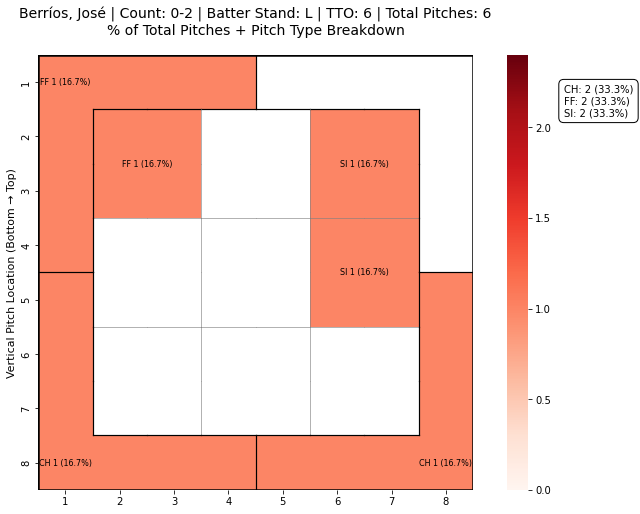 Berríos, José | Count: 0-2 | Batter Stand: L | TTO: 6 | Total Pitches: 6
% of Total Pitches + Pitch Type Breakdown
CH: 2 (33.3%)
FF: 2 (33.3%)
SI: 2 (33.3%)
Vertical Pitch Location (Bottom → Top)
1
2
3
4
5
6
7
8
FF 1 (16.7%)
FF 1 (16.7%)
SI 1 (16.7%)
SI 1 (16.7%)
CH 1 (16.7%)
CH 1 (16.7%)
1
2
3
4
5
6
7
8
2.0
1.5
1.0
0.5
0.0